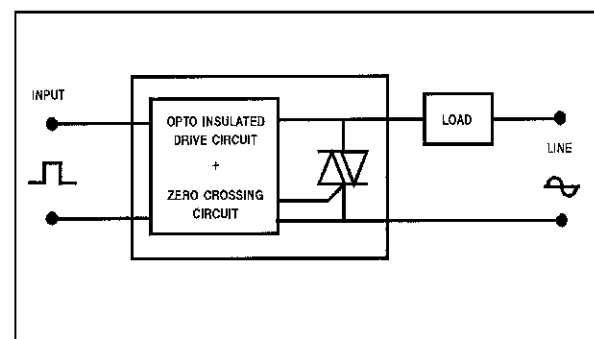 INPUT
OPTO INSULATED
DRIVE CIRCUIT
+
ZERO CROSSING
CIRCUIT
LOAD
LINE